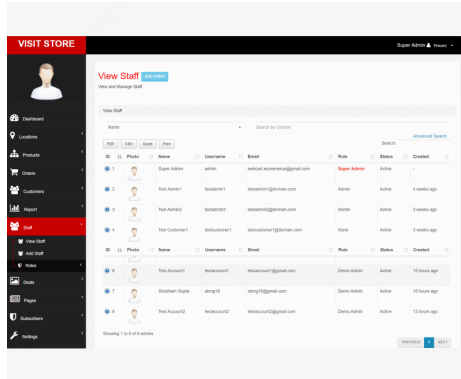 VISIT STORE
Super Admin
Dashboard
Locations
Products
Orders
Customers
Report
Staff
View Staff
Add Staff
Roles
Deals
Pages
Subscribers
Settings
View Staff ADD STAFF
View and Manage Staff
View Staff
Name Search by Column
Advanced Search
PDF CSV Excel Print Search:
ID Photo Name Username Email Role Status Created
1 Super Admin admin webcart.ecommerce@gmail.com Super Admin Active -
2 Test Admin1 testadmin1 testadmin1@domain.com Admin Active 4 weeks ago
3 Test Admin2 testadmin2 testadmin2@domain.com Admin Active
4 Test Customer1 testcustomer1 testcustomer1@domain.com None Active
ID Photo Name Username Email Role Status Created
6 Test Account1 testaccount1 testaccount1@gmail.com Demo Admin Active 15 hours ago
7 Shubham Gupta Demo Admin Active 15 hours ago
8 Test Account2 testaccount2 testaccount2@gmail.com Demo Admin Active 13 hours ago
Showing 1 to 8 of 8 entries
PREVIOUS 1 NEXT